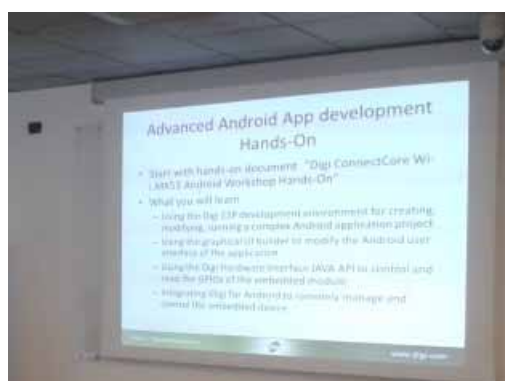 Advanced Android App development
Hands-On
• Start with hands-on document "Digi ConnectCore Wi-
i.MX53 Android Workshop Hands-On"
• What you will learn
– Using the Digi ESP development environment for creating,
modifying, running a complex Android application project
– Using the graphical UI builder to modify the Android user
interface of the application
– Using the Digi Hardware Interface JAVA API to control and
read the GPIOs of the embedded module
– Integrating iDigi for Android to remotely manage and
control the embedded device
www.digi.com